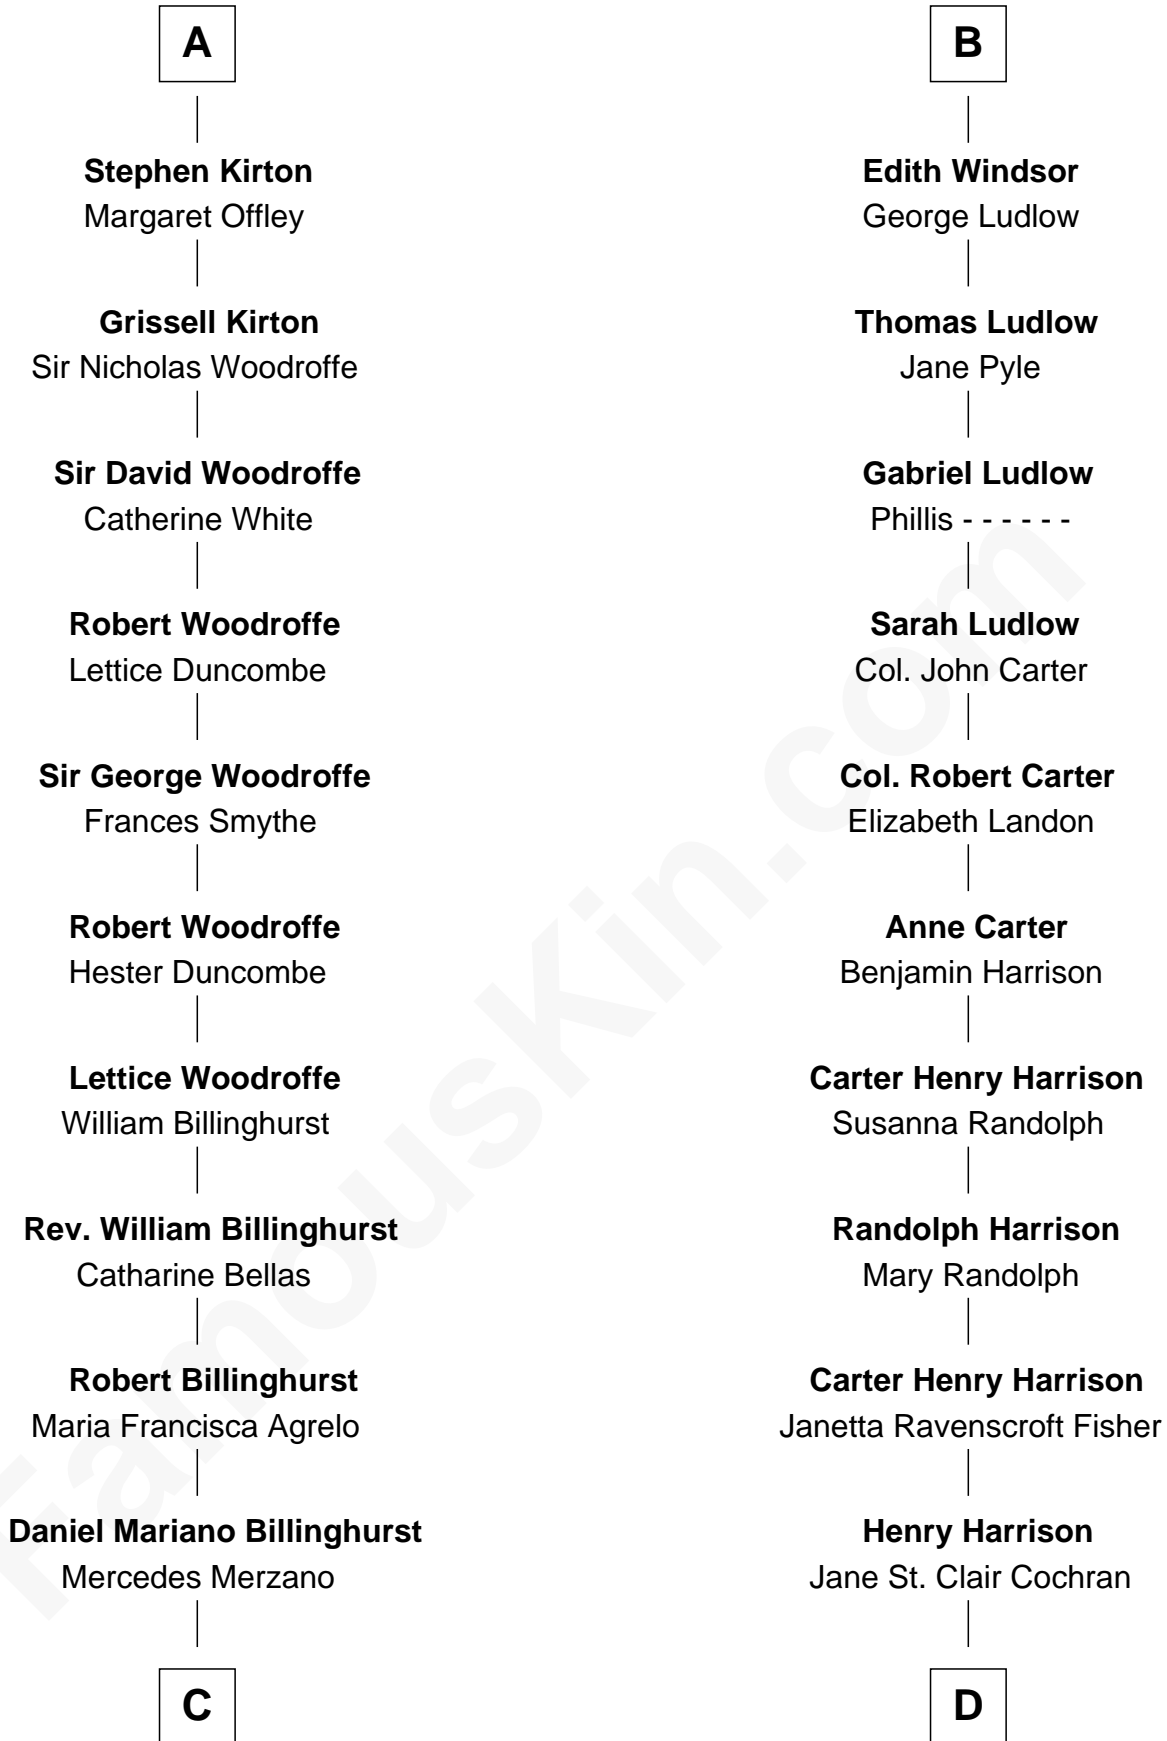 A
Stephen Kirton
Margaret Offley
Grissell Kirton
Sir Nicholas Woodroffe
Sir David Woodroffe
Catherine White
Robert Woodroffe
Lettice Duncombe
Sir George Woodroffe
Frances Smythe
Robert Woodroffe
Hester Duncombe
Lettice Woodroffe
William Billinghurst
Rev. William Billinghurst
Catharine Bellas
Robert Billinghurst
Maria Francisca Agrelo
Daniel Mariano Billinghurst
Mercedes Merzano
C
B
Edith Windsor
George Ludlow
Thomas Ludlow
Jane Pyle
Gabriel Ludlow
Phillis - - - - - -
Sarah Ludlow
Col. John Carter
Col. Robert Carter
Elizabeth Landon
Anne Carter
Benjamin Harrison
Carter Henry Harrison
Susanna Randolph
Randolph Harrison
Mary Randolph
Carter Henry Harrison
Janetta Ravenscroft Fisher
Henry Harrison
Jane St. Clair Cochran
D
FamousKin.com